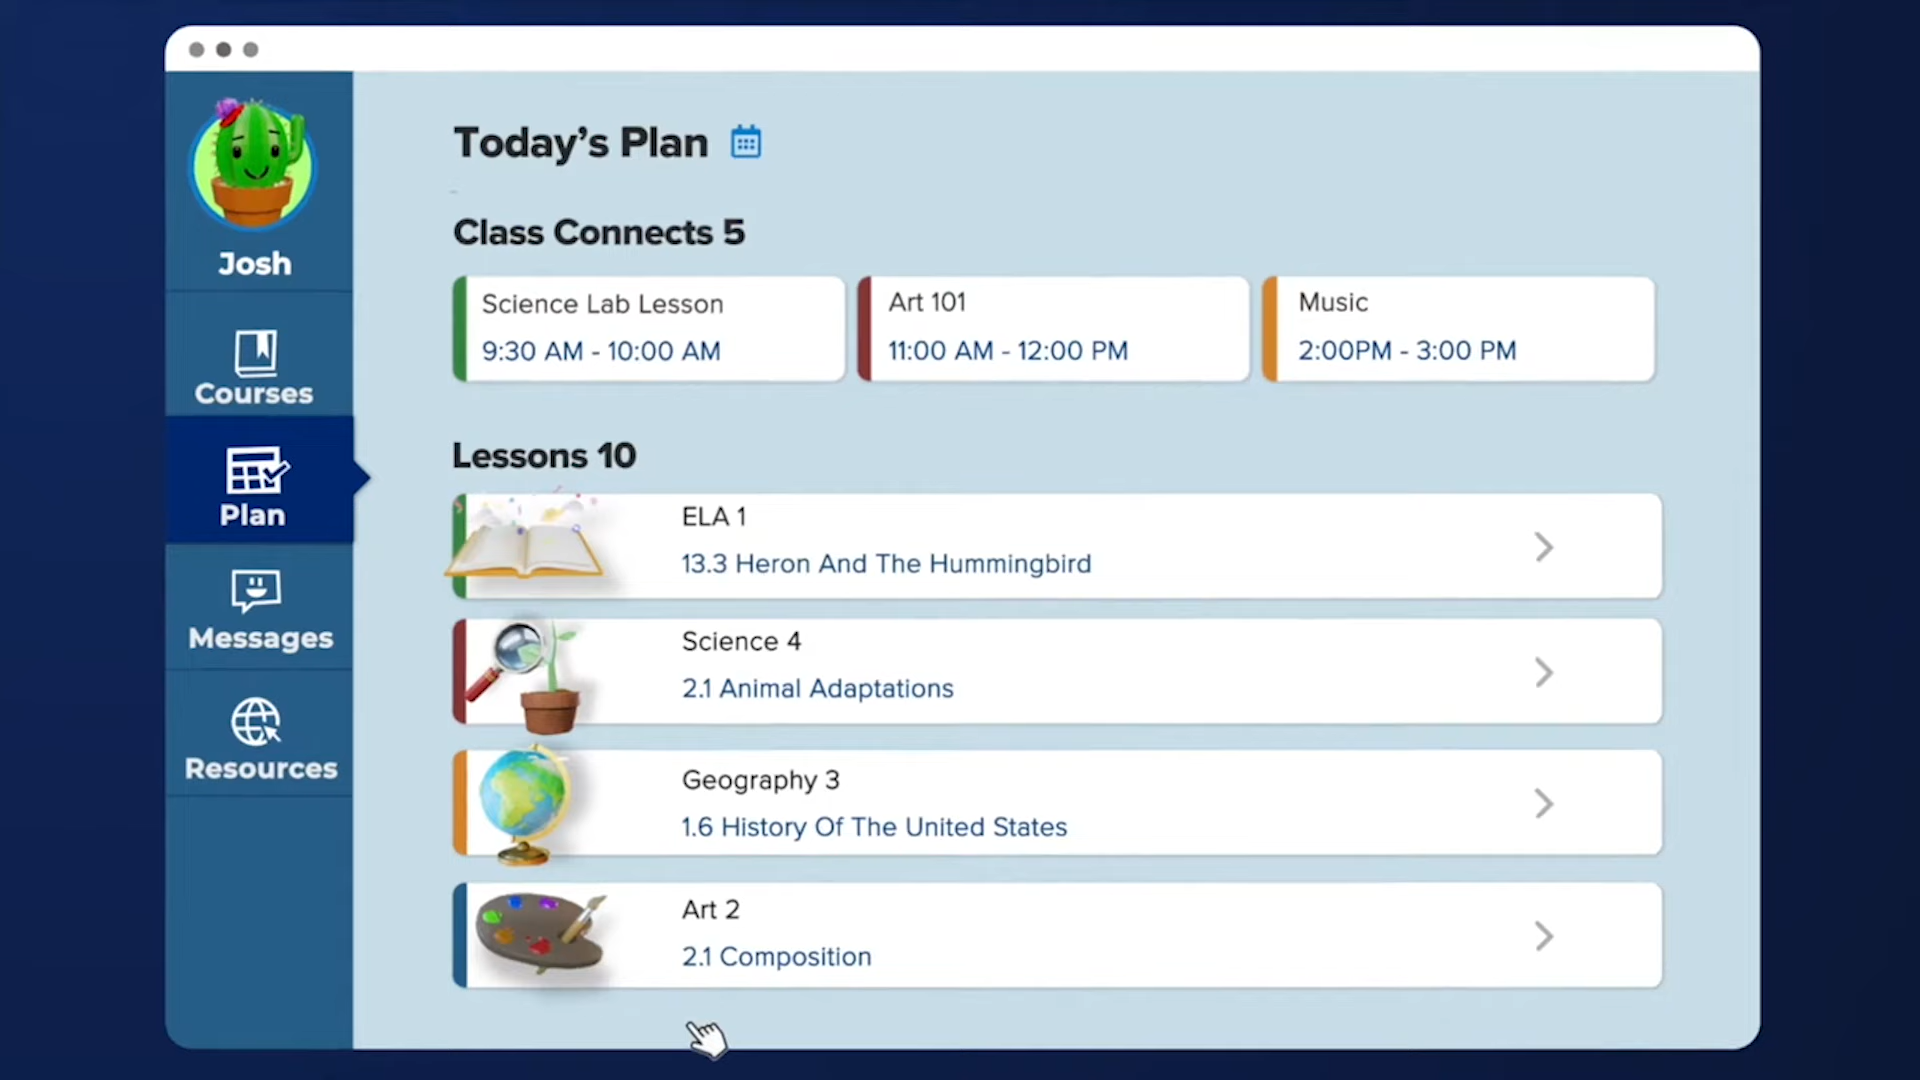 Josh
Courses
Plan
Messages
Resources
Today's Plan
Class Connects 5
Science Lab Lesson
9:30 AM - 10:00 AM
Art 101
11:00 AM - 12:00 PM
Music
2:00PM - 3:00 PM
Lessons 10
ELA 1
13.3 Heron And The Hummingbird
Science 4
2.1 Animal Adaptations
Geography 3
1.6 History Of The United States
Art 2
2.1 Composition